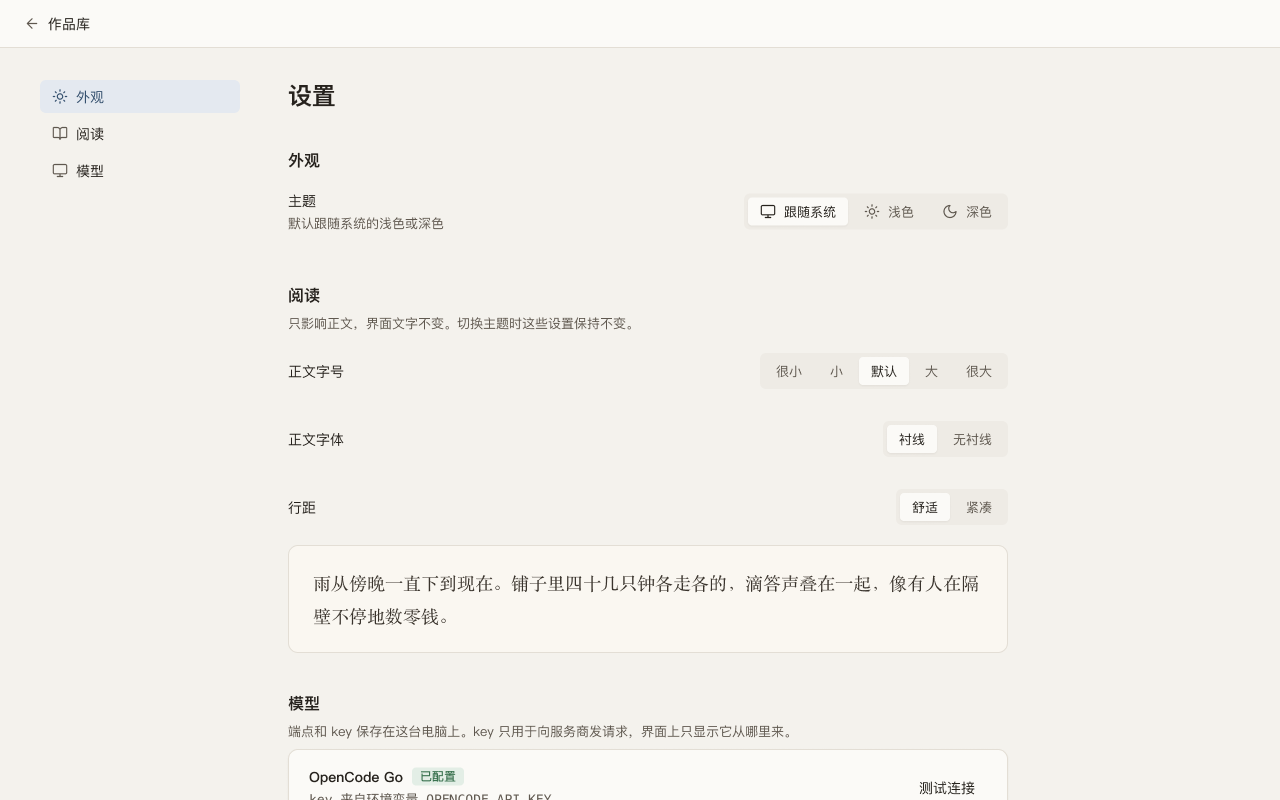 作品库
外观
阅读
模型
设置
外观
主题
默认跟随系统的浅色或深色
跟随系统 浅色 深色
阅读
只影响正文，界面文字不变。切换主题时这些设置保持不变。
正文字号
很小 小 默认 大 很大
正文字体
衬线 无衬线
行距
舒适 紧凑
雨从傍晚一直下到现在。铺子里四十几只钟各走各的，滴答声叠在一起，像有人在隔
壁不停地数零钱。
模型
端点和 key 保存在这台电脑上。key 只用于向服务商发请求，界面上只显示它从哪里来。
OpenCode Go 已配置
测试连接
key 来自环境变量 OPENCODE_API_KEY